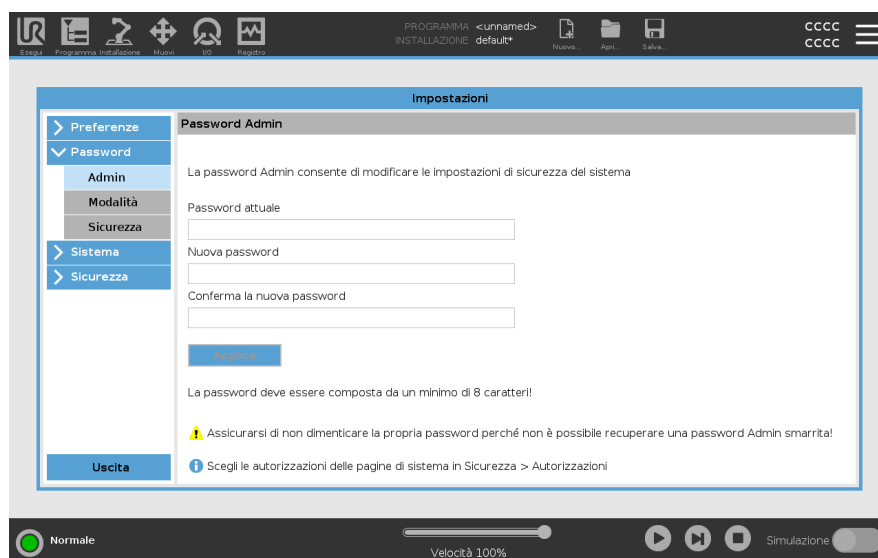 PROGRAMMA <unnamed>
INSTALLAZIONE default*
cccc
cccc
Esegui Programma Installazione Muovi I/O Registro Nuovo... Apri... Salva...
Impostazioni
Preferenze
Password
Admin
Modalità
Sicurezza
Sistema
Sicurezza
Uscita
Password Admin
La password Admin consente di modificare le impostazioni di sicurezza del sistema
Password attuale
Nuova password
Conferma la nuova password
Applica
La password deve essere composta da un minimo di 8 caratteri!
Assicurarsi di non dimenticare la propria password perché non è possibile recuperare una password Admin smarrita!
Scegli le autorizzazioni delle pagine di sistema in Sicurezza > Autorizzazioni
Normale
Velocità 100%
Simulazione